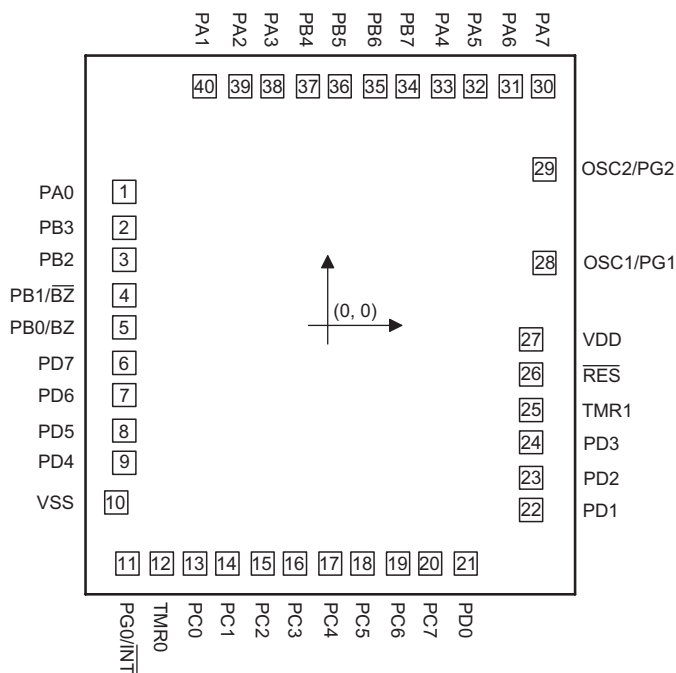 PA1 PA2 PA3 PB4 PB5 PB6 PB7 PA4 PA5 PA6 PA7
40 39 38 37 36 35 34 33 32 31 30
29 OSC2/PG2
PA0 1
PB3 2
PB2 3
28 OSC1/PG1
PB1/B̅Z̅ 4
(0, 0)
PB0/BZ 5
27 VDD
PD7 6
26 R̅E̅S̅
PD6 7
25 TMR1
PD5 8
24 PD3
PD4 9
23 PD2
VSS 10
22 PD1
11 12 13 14 15 16 17 18 19 20 21
PG0/I̅N̅T̅ TMR0 PC0 PC1 PC2 PC3 PC4 PC5 PC6 PC7 PD0